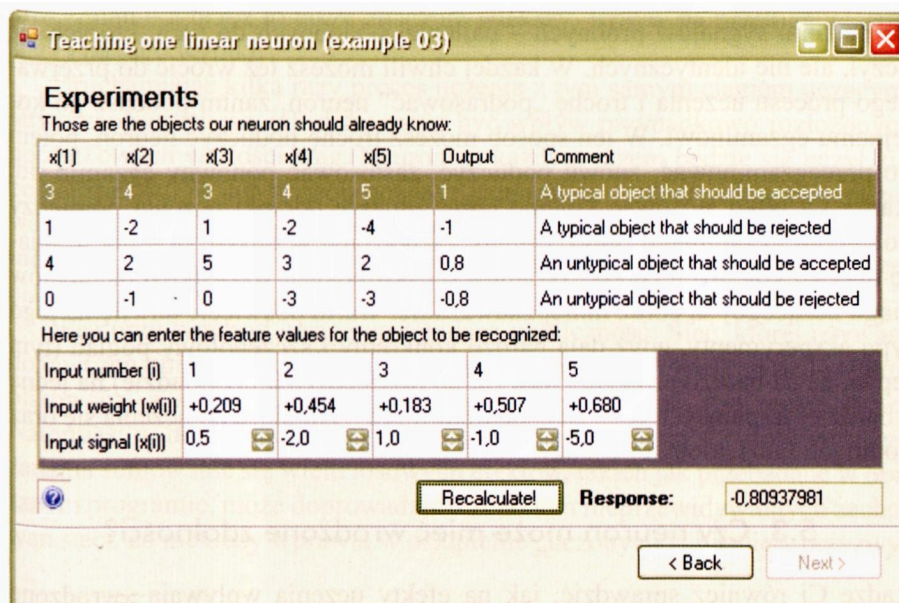 Teaching one linear neuron (example 03)
Experiments
Those are the objects our neuron should already know:
x(1) x(2) x(3) x(4) x(5) Output Comment
3 4 3 4 5 1 A typical object that should be accepted
1 -2 1 -2 -4 -1 A typical object that should be rejected
4 2 5 3 2 0,8 An untypical object that should be accepted
0 -1 0 -3 -3 -0,8 An untypical object that should be rejected
Here you can enter the feature values for the object to be recognized:
Input number (i) 1 2 3 4 5
Input weight (w(i)) +0,209 +0,454 +0,183 +0,507 +0,680
Input signal (x(i)) 0,5 -2,0 1,0 -1,0 -5,0
? Recalculate! Response: -0,80937981
< Back Next >